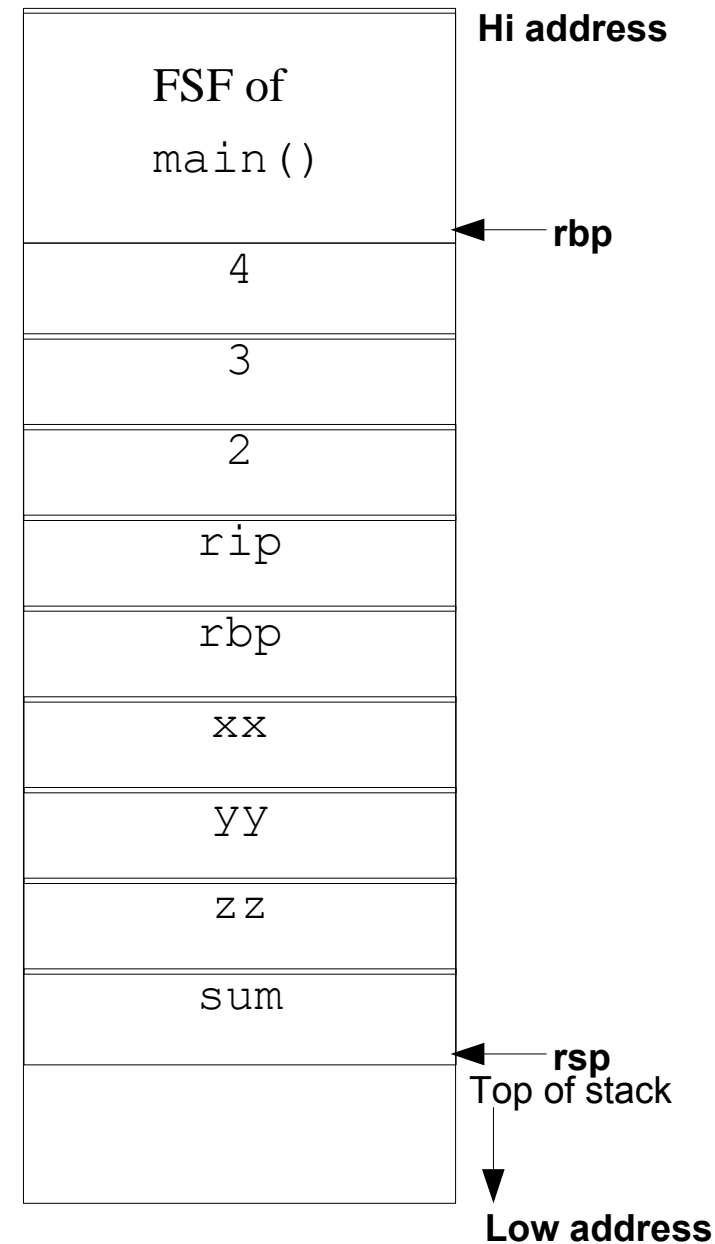 Hi address
FSF of
main()
rbp
4
3
2
rip
rbp
xx
yy
zz
sum
rsp
Top of stack
Low address